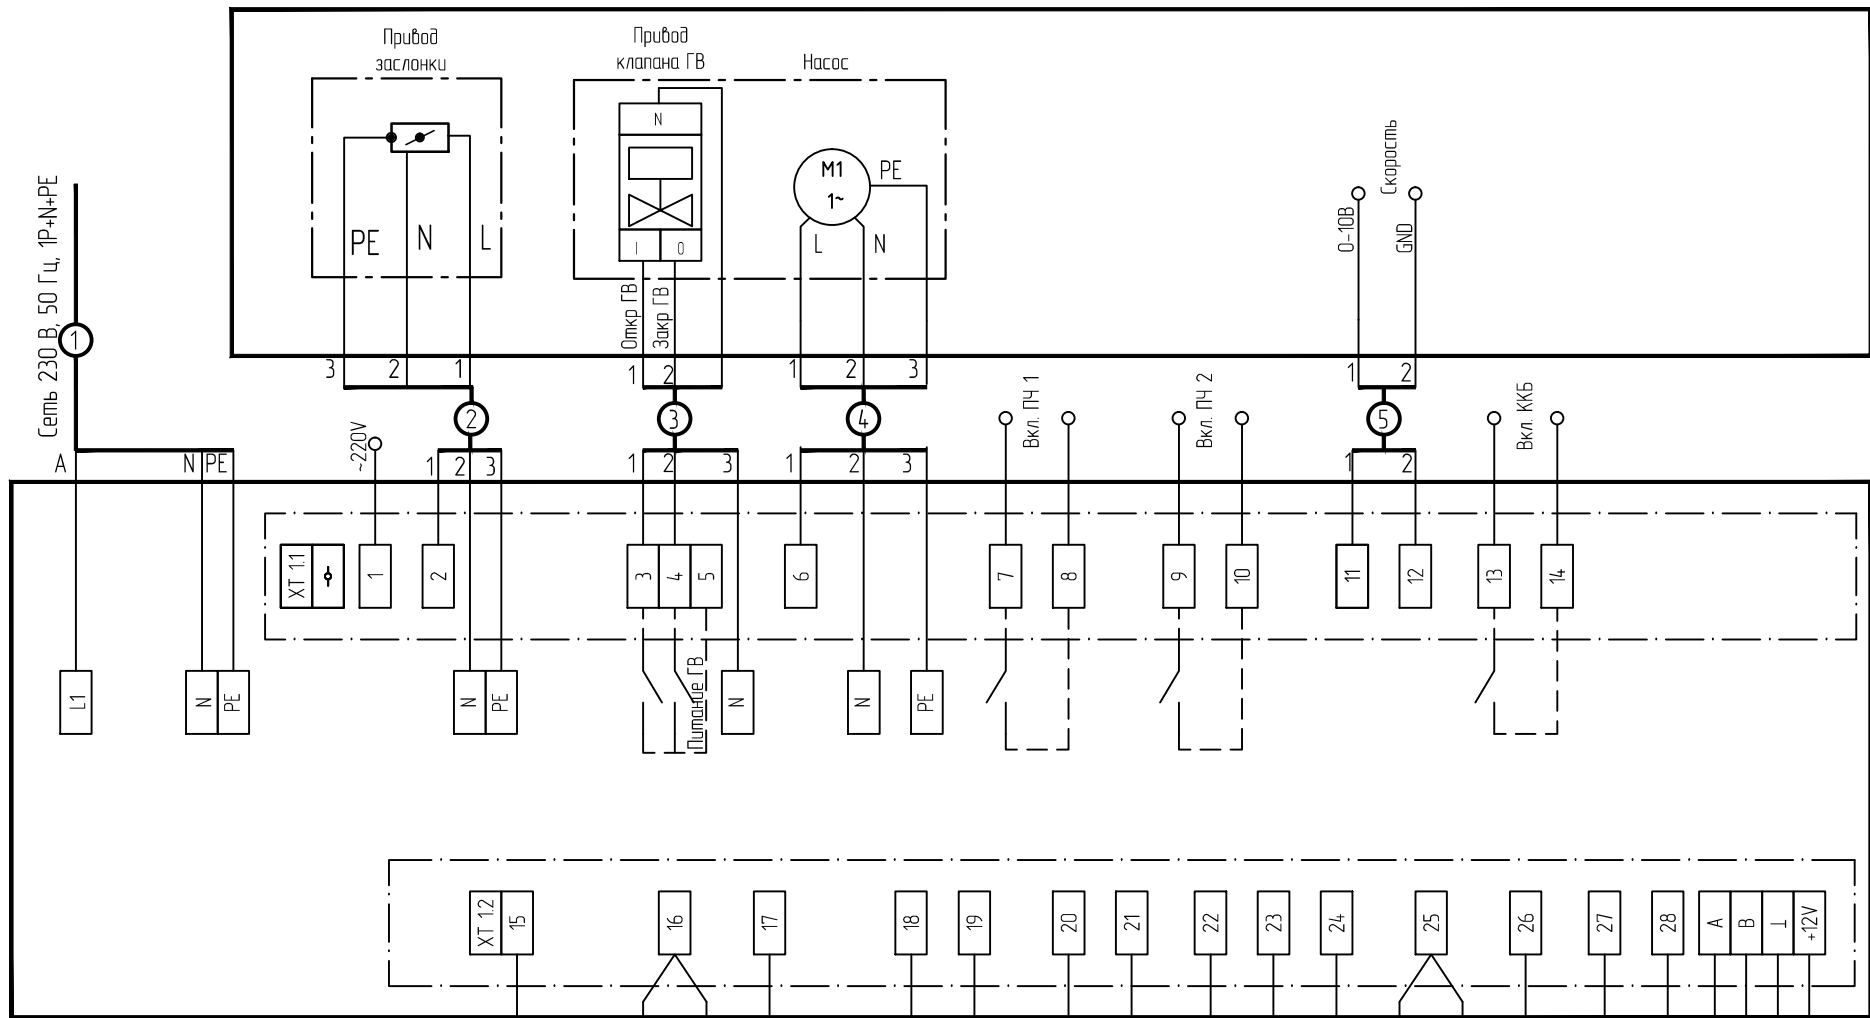 Привод
заслонки
Привод
клапана ГВ
Насос
N
M1
1~
PE
PE
N
L
I
O
L
N
Скорость
0-10В
GND
Откр ГВ
Закр ГВ
Сеть 230 В, 50 Гц, 1P+N+PE
1
3
2
1
1
2
1
2
3
1
2
2
3
4
5
Вкл. ПЧ 1
Вкл. ПЧ 2
Вкл. ККБ
~220V
A
N
PE
1
2
3
1
2
3
1
2
3
1
2
XT 1.1
1
2
3
4
5
6
7
8
9
10
11
12
13
14
L1
N
PE
N
PE
Питание ГВ
N
N
PE
XT 1.2
15
16
17
18
19
20
21
22
23
24
25
26
27
28
A
B
⊥
+12V